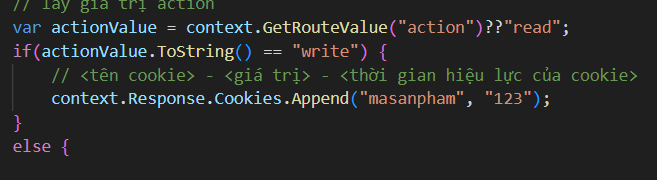 // lấy giá trị action
var actionValue = context.GetRouteValue("action")??"read";
if(actionValue.ToString() == "write") {
// <tên cookie> - <giá trị> - <thời gian hiệu lực của cookie>
context.Response.Cookies.Append("masanpham", "123");
}
else {